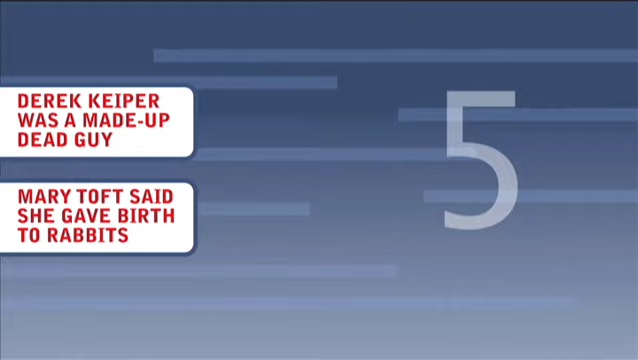 DEREK KEIPER
WAS A MADE-UP
DEAD GUY
MARY TOFT SAID
SHE GAVE BIRTH
TO RABBITS
5